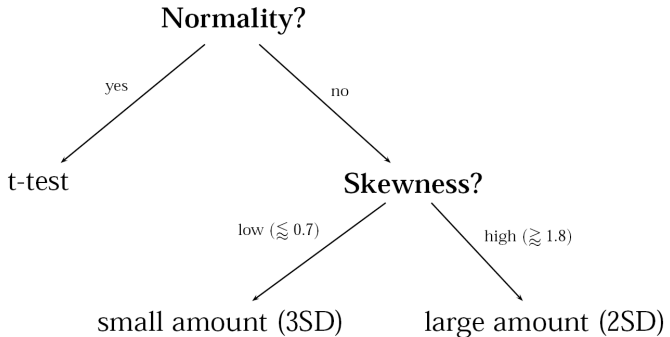 Normality?
yes
no
t-test
Skewness?
low (⪅ 0.7)
high (⪆ 1.8)
small amount (3SD)
large amount (2SD)